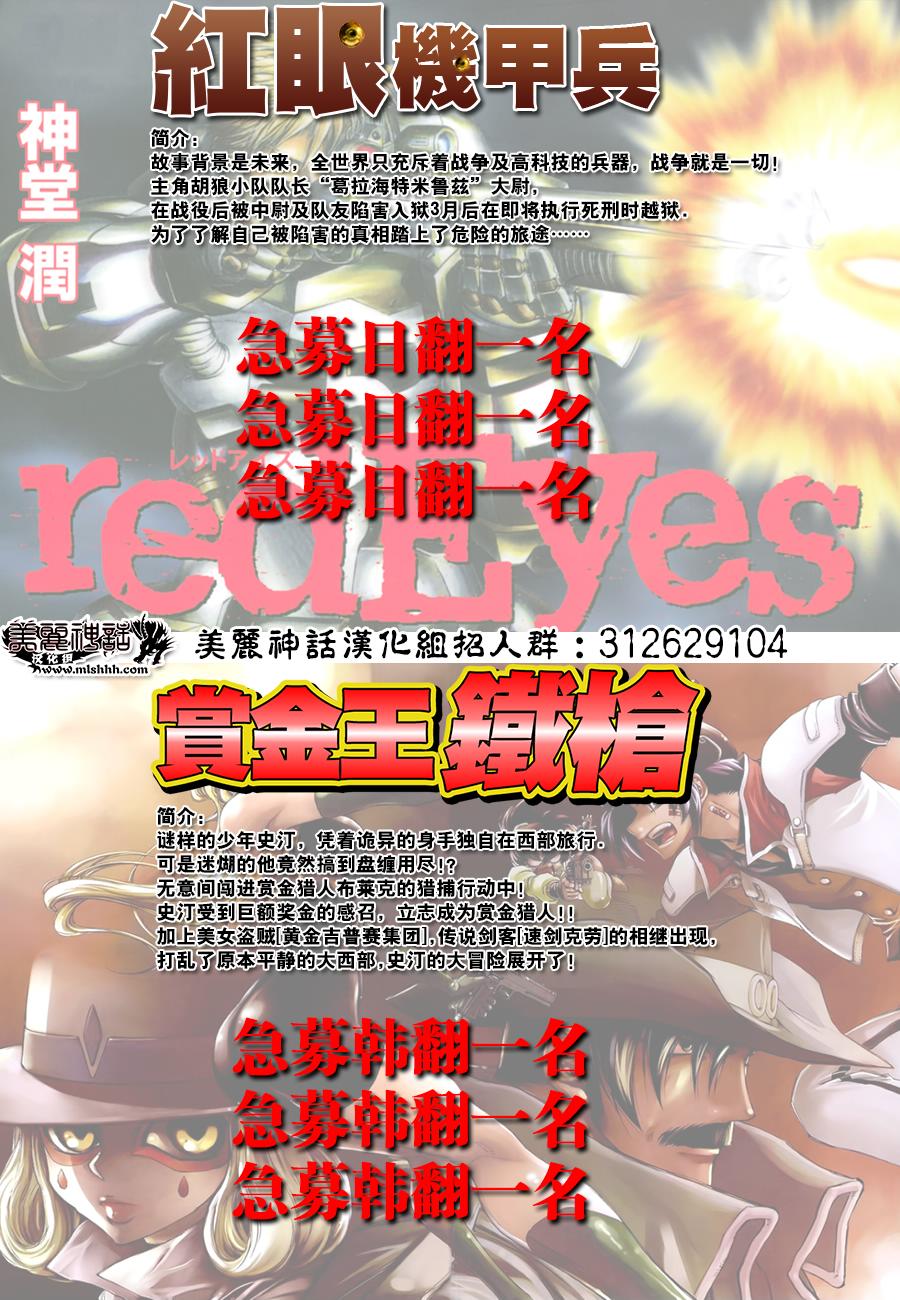 紅眼機甲兵
神堂 潤
简介：
故事背景是未来，全世界只充斥着战争及高科技的兵器，战争就是一切！
主角胡狼小队队长“葛拉海特米鲁兹”大尉，
在战役后被中尉及队友陷害入狱3月后在即将执行死刑时越狱．
为了了解自己被陷害的真相踏上了危险的旅途……
急募日翻一名
急募日翻一名
レッドアイズ
急募日翻一名
redEyes
美麗神話
汉化组
www.mlshhh.com
美麗神話漢化組招人群：312629104
賞金王 鐵槍
简介：
谜样的少年史汀，凭着诡异的身手独自在西部旅行．
可是迷煳的他竟然搞到盘缠用尽!?
无意间闯进赏金猎人布莱克的猎捕行动中！
史汀受到巨额奖金的感召，立志成为赏金猎人!!
加上美女盗贼[黄金吉普赛集团],传说剑客[速剑克劳]的相继出现，
打乱了原本平静的大西部,史汀的大冒险展开了！
急募韩翻一名
急募韩翻一名
急募韩翻一名